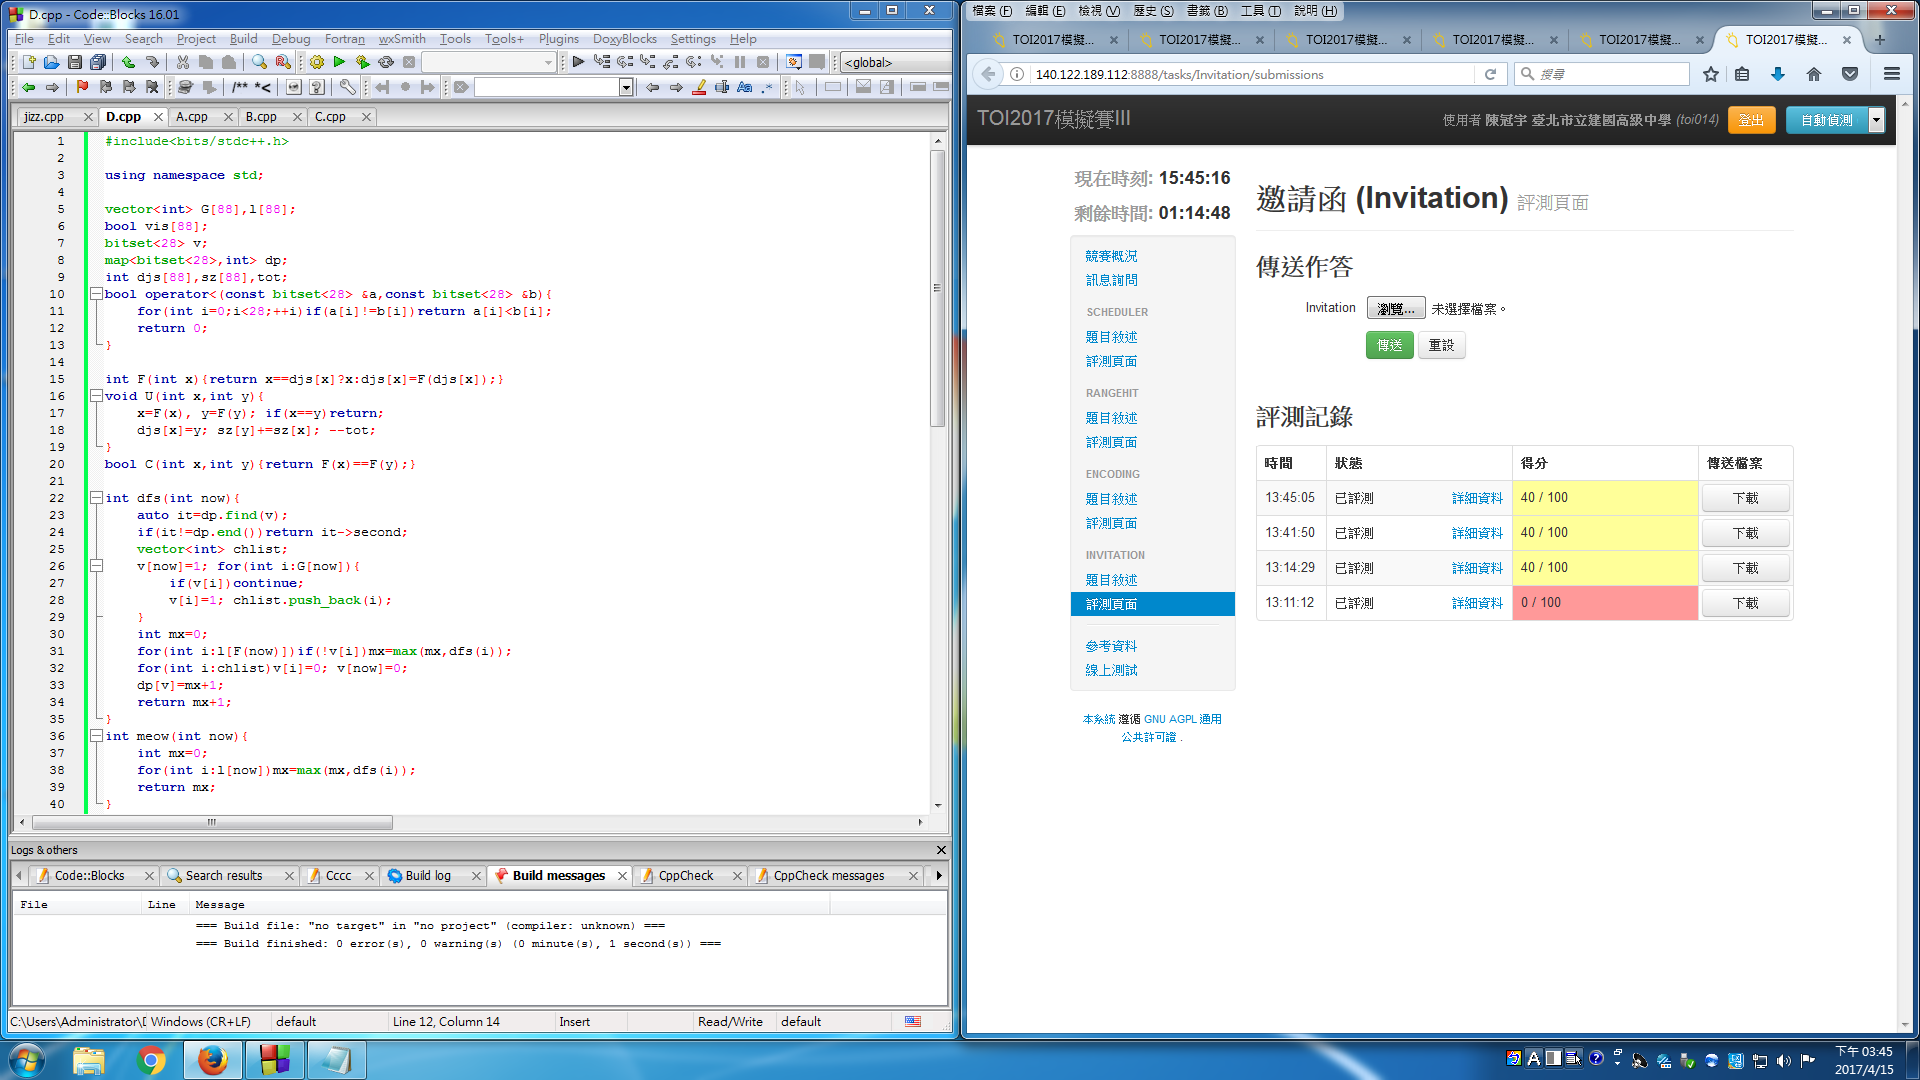 D.cpp - Code::Blocks 16.01
File Edit View Search Project Build Debug Fortran wxSmith Tools Tools+ Plugins DoxyBlocks Settings Help
<global>
jizz.cpp D.cpp A.cpp B.cpp C.cpp
1 #include<bits/stdc++.h>
2
3 using namespace std;
4
5 vector<int> G[88],l[88];
6 bool vis[88];
7 bitset<28> v;
8 map<bitset<28>,int> dp;
9 int djs[88],sz[88],tot;
10 bool operator<(const bitset<28> &a,const bitset<28> &b){
11 for(int i=0;i<28;++i)if(a[i]!=b[i])return a[i]<b[i];
12 return 0;
13 }
14
15 int F(int x){return x==djs[x]?x:djs[x]=F(djs[x]);}
16 void U(int x,int y){
17 x=F(x), y=F(y); if(x==y)return;
18 djs[x]=y; sz[y]+=sz[x]; --tot;
19 }
20 bool C(int x,int y){return F(x)==F(y);}
21
22 int dfs(int now){
23 auto it=dp.find(v);
24 if(it!=dp.end())return it->second;
25 vector<int> chlist;
26 v[now]=1; for(int i:G[now]){
27 if(v[i])continue;
28 v[i]=1; chlist.push_back(i);
29 }
30 int mx=0;
31 for(int i:l[F(now)])if(!v[i])mx=max(mx,dfs(i));
32 for(int i:chlist)v[i]=0; v[now]=0;
33 dp[v]=mx+1;
34 return mx+1;
35 }
36 int meow(int now){
37 int mx=0;
38 for(int i:l[now])mx=max(mx,dfs(i));
39 return mx;
40 }
Logs & others
Code::Blocks Search results Cccc Build log Build messages CppCheck CppCheck messages
File Line Message
=== Build file: "no target" in "no project" (compiler: unknown) ===
=== Build finished: 0 error(s), 0 warning(s) (0 minute(s), 1 second(s)) ===
C:\Users\Administrator\D Windows (CR+LF) default Line 12, Column 14 Insert Read/Write default
檔案(F) 編輯(E) 檢視(V) 歷史(S) 書籤(B) 工具(T) 說明(H)
TOI2017模擬... TOI2017模擬... TOI2017模擬... TOI2017模擬... TOI2017模擬... TOI2017模擬...
140.122.189.112:8888/tasks/Invitation/submissions
搜尋
TOI2017模擬賽III
使用者 陳冠宇 臺北市立建國高級中學 (toi014) 登出 自動偵測
現在時刻: 15:45:16
剩餘時間: 01:14:48
競賽概況
訊息詢問
SCHEDULER
題目敘述
評測頁面
RANGEHIT
題目敘述
評測頁面
ENCODING
題目敘述
評測頁面
INVITATION
題目敘述
評測頁面
參考資料
線上測試
本系統 遵循 GNU AGPL 通用
公共許可證 .
邀請函 (Invitation) 評測頁面
傳送作答
Invitation 瀏覽... 未選擇檔案。
傳送 重設
評測記錄
時間 狀態 得分 傳送檔案
13:45:05 已評測 詳細資料 40 / 100 下載
13:41:50 已評測 詳細資料 40 / 100 下載
13:14:29 已評測 詳細資料 40 / 100 下載
13:11:12 已評測 詳細資料 0 / 100 下載
下午 03:45
2017/4/15